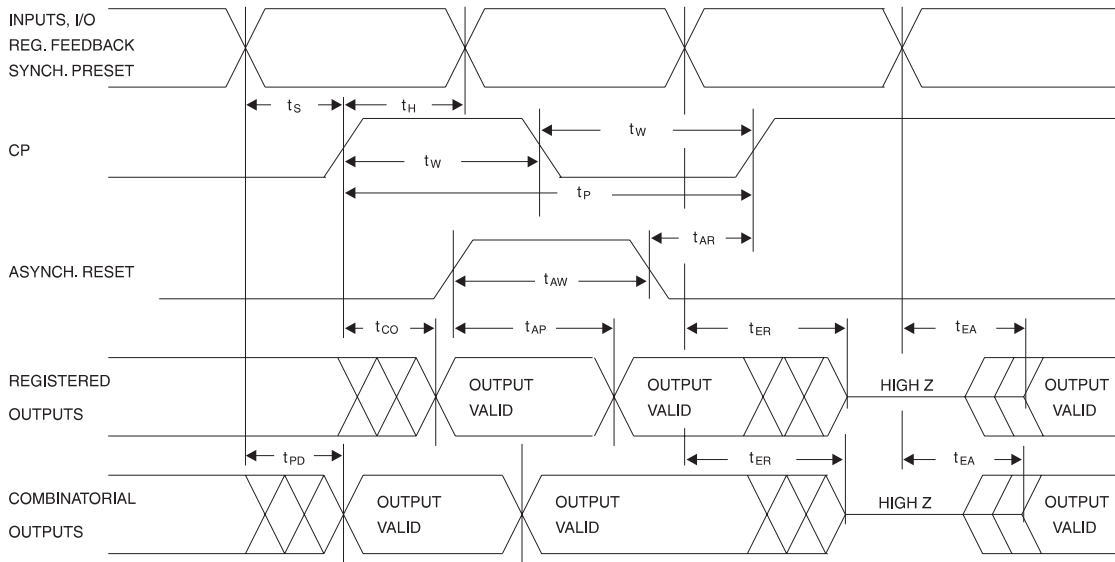 INPUTS, I/O
REG. FEEDBACK
SYNCH. PRESET
tS
tH
CP
tW
tW
tP
tAR
ASYNCH. RESET
tAW
tCO
tAP
tER
tEA
REGISTERED
OUTPUTS
OUTPUT
VALID
OUTPUT
VALID
HIGH Z
OUTPUT
VALID
tPD
tER
tEA
COMBINATORIAL
OUTPUTS
OUTPUT
VALID
OUTPUT
VALID
HIGH Z
OUTPUT
VALID